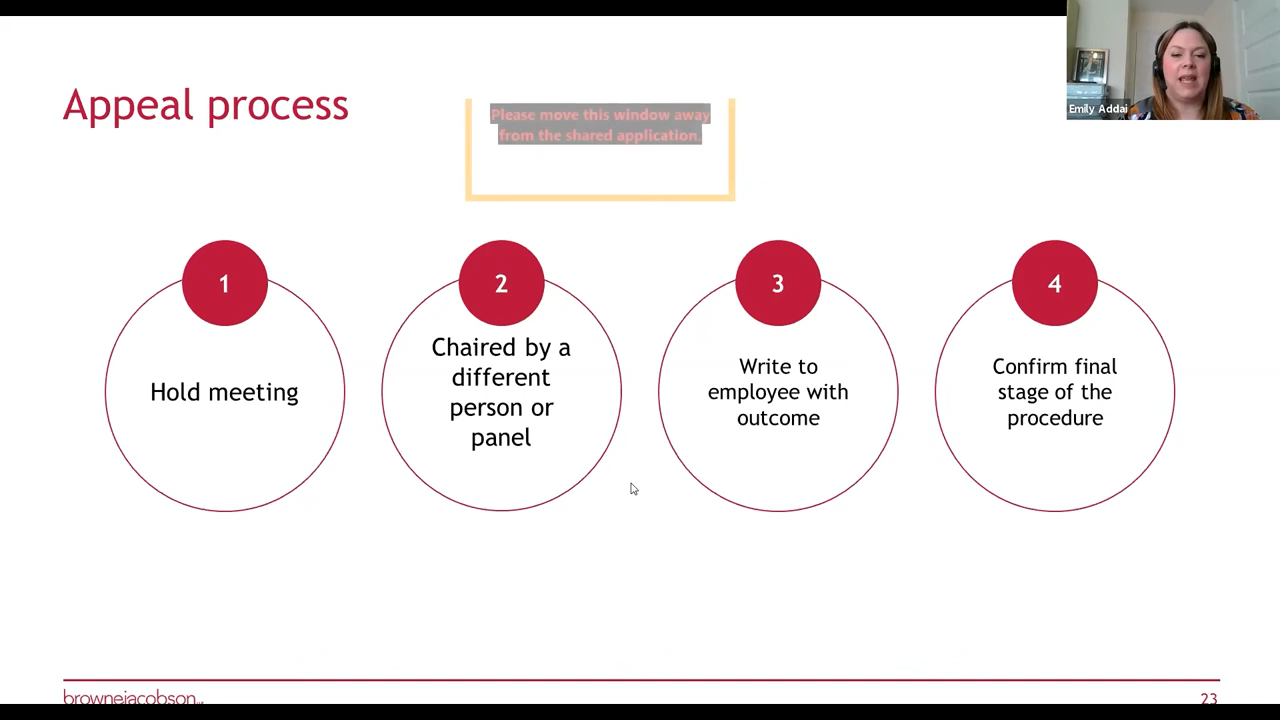 Appeal process
Please move this window away
from the shared application.
Emily Addai
1
Hold meeting
2
Chaired by a
different
person or
panel
3
Write to
employee with
outcome
4
Confirm final
stage of the
procedure
brownejacobson
23